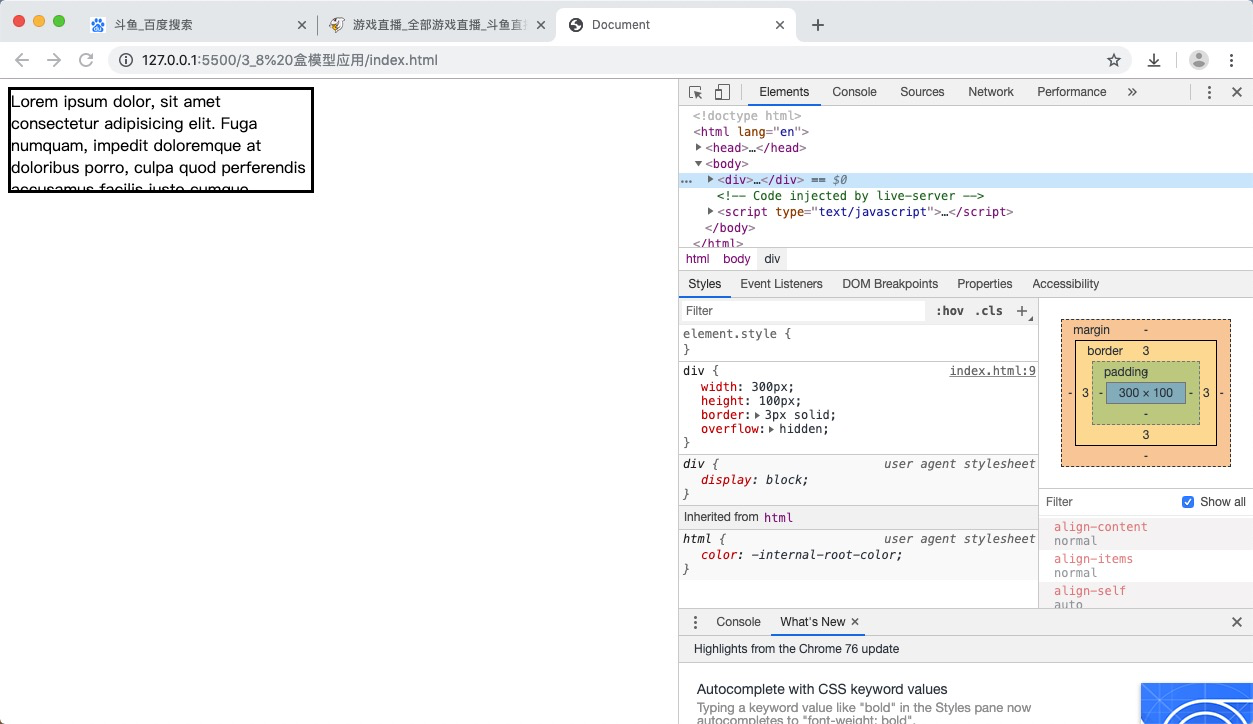 斗鱼_百度搜索
游戏直播_全部游戏直播_斗鱼直
Document
127.0.0.1:5500/3_8%20盒模型应用/index.html
Lorem ipsum dolor, sit amet
consectetur adipisicing elit. Fuga
numquam, impedit doloremque at
doloribus porro, culpa quod perferendis
accusamus facilis iusto cumque
Elements Console Sources Network Performance »
<!doctype html>
<html lang="en">
<head>…</head>
<body>
<div>…</div> == $0
<!-- Code injected by live-server -->
<script type="text/javascript">…</script>
</body>
</html>
html body div
Styles Event Listeners DOM Breakpoints Properties Accessibility
Filter :hov .cls +
element.style {
}
div { index.html:9
width: 300px;
height: 100px;
border: 3px solid;
overflow: hidden;
}
div { user agent stylesheet
display: block;
}
Inherited from html
html { user agent stylesheet
color: -internal-root-color;
}
margin -
border 3
padding -
- 3 - 300 × 100 - 3 -
-
3
-
Filter Show all
align-content
normal
align-items
normal
align-self
auto
Console What's New
Highlights from the Chrome 76 update
Autocomplete with CSS keyword values
Typing a keyword value like "bold" in the Styles pane now
autocompletes to "font-weight: bold".